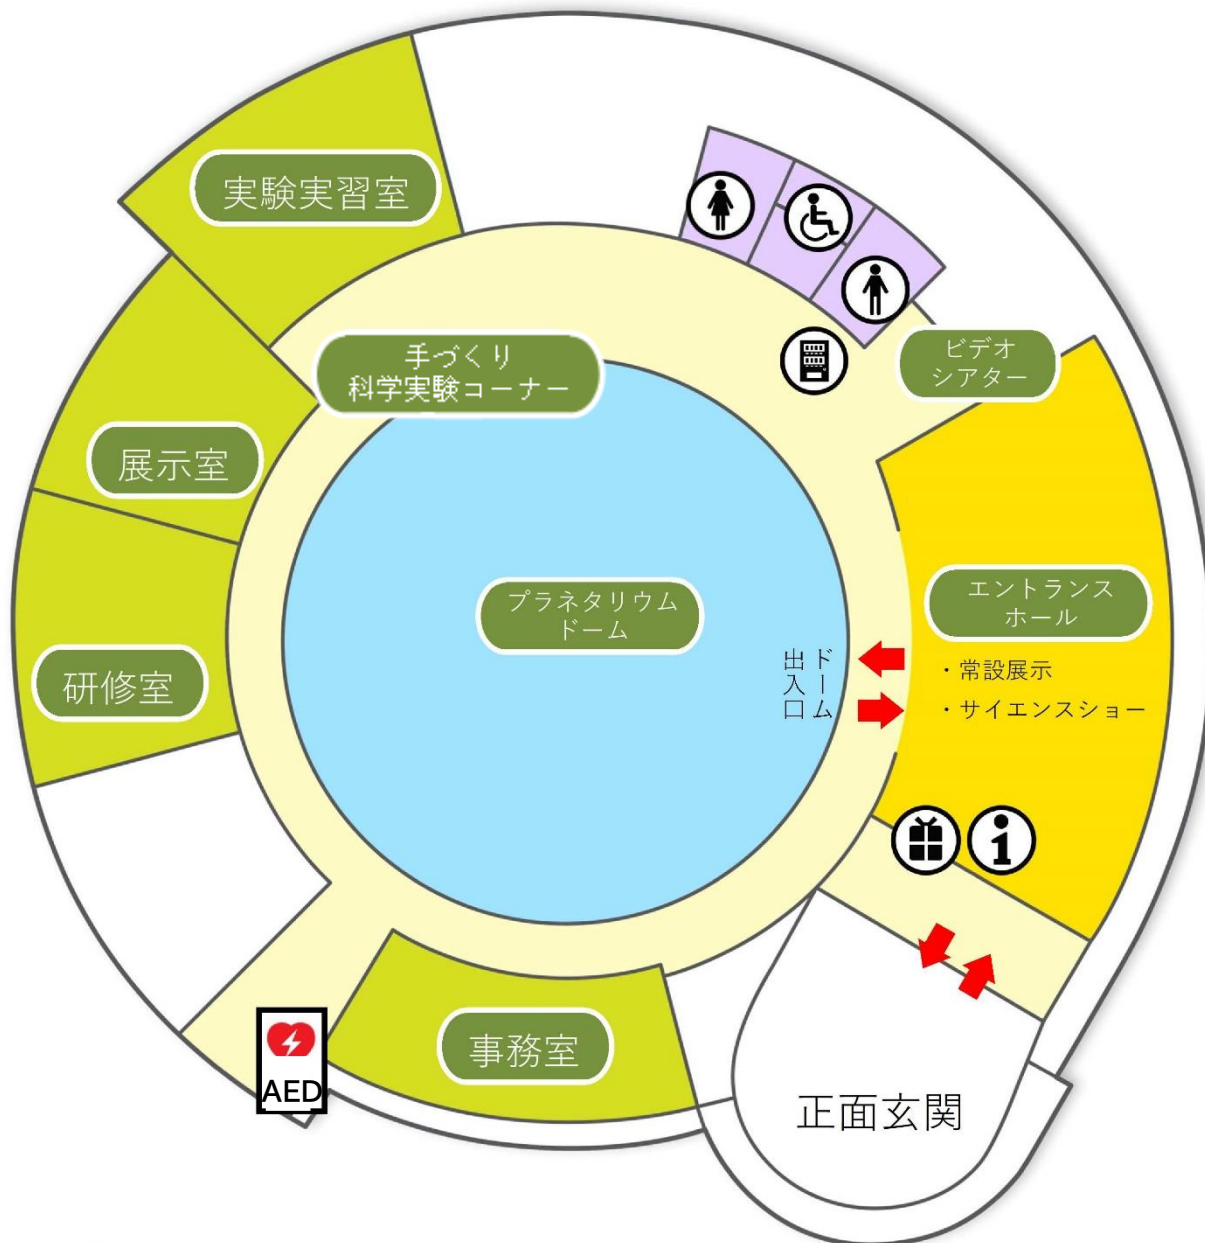 実験実習室
手づくり
科学実験コーナー
ビデオ
シアター
展示室
プラネタリウム
ドーム
エントランス
ホール
ドーム
出入口
・常設展示
・サイエンスショー
研修室
事務室
AED
正面玄関